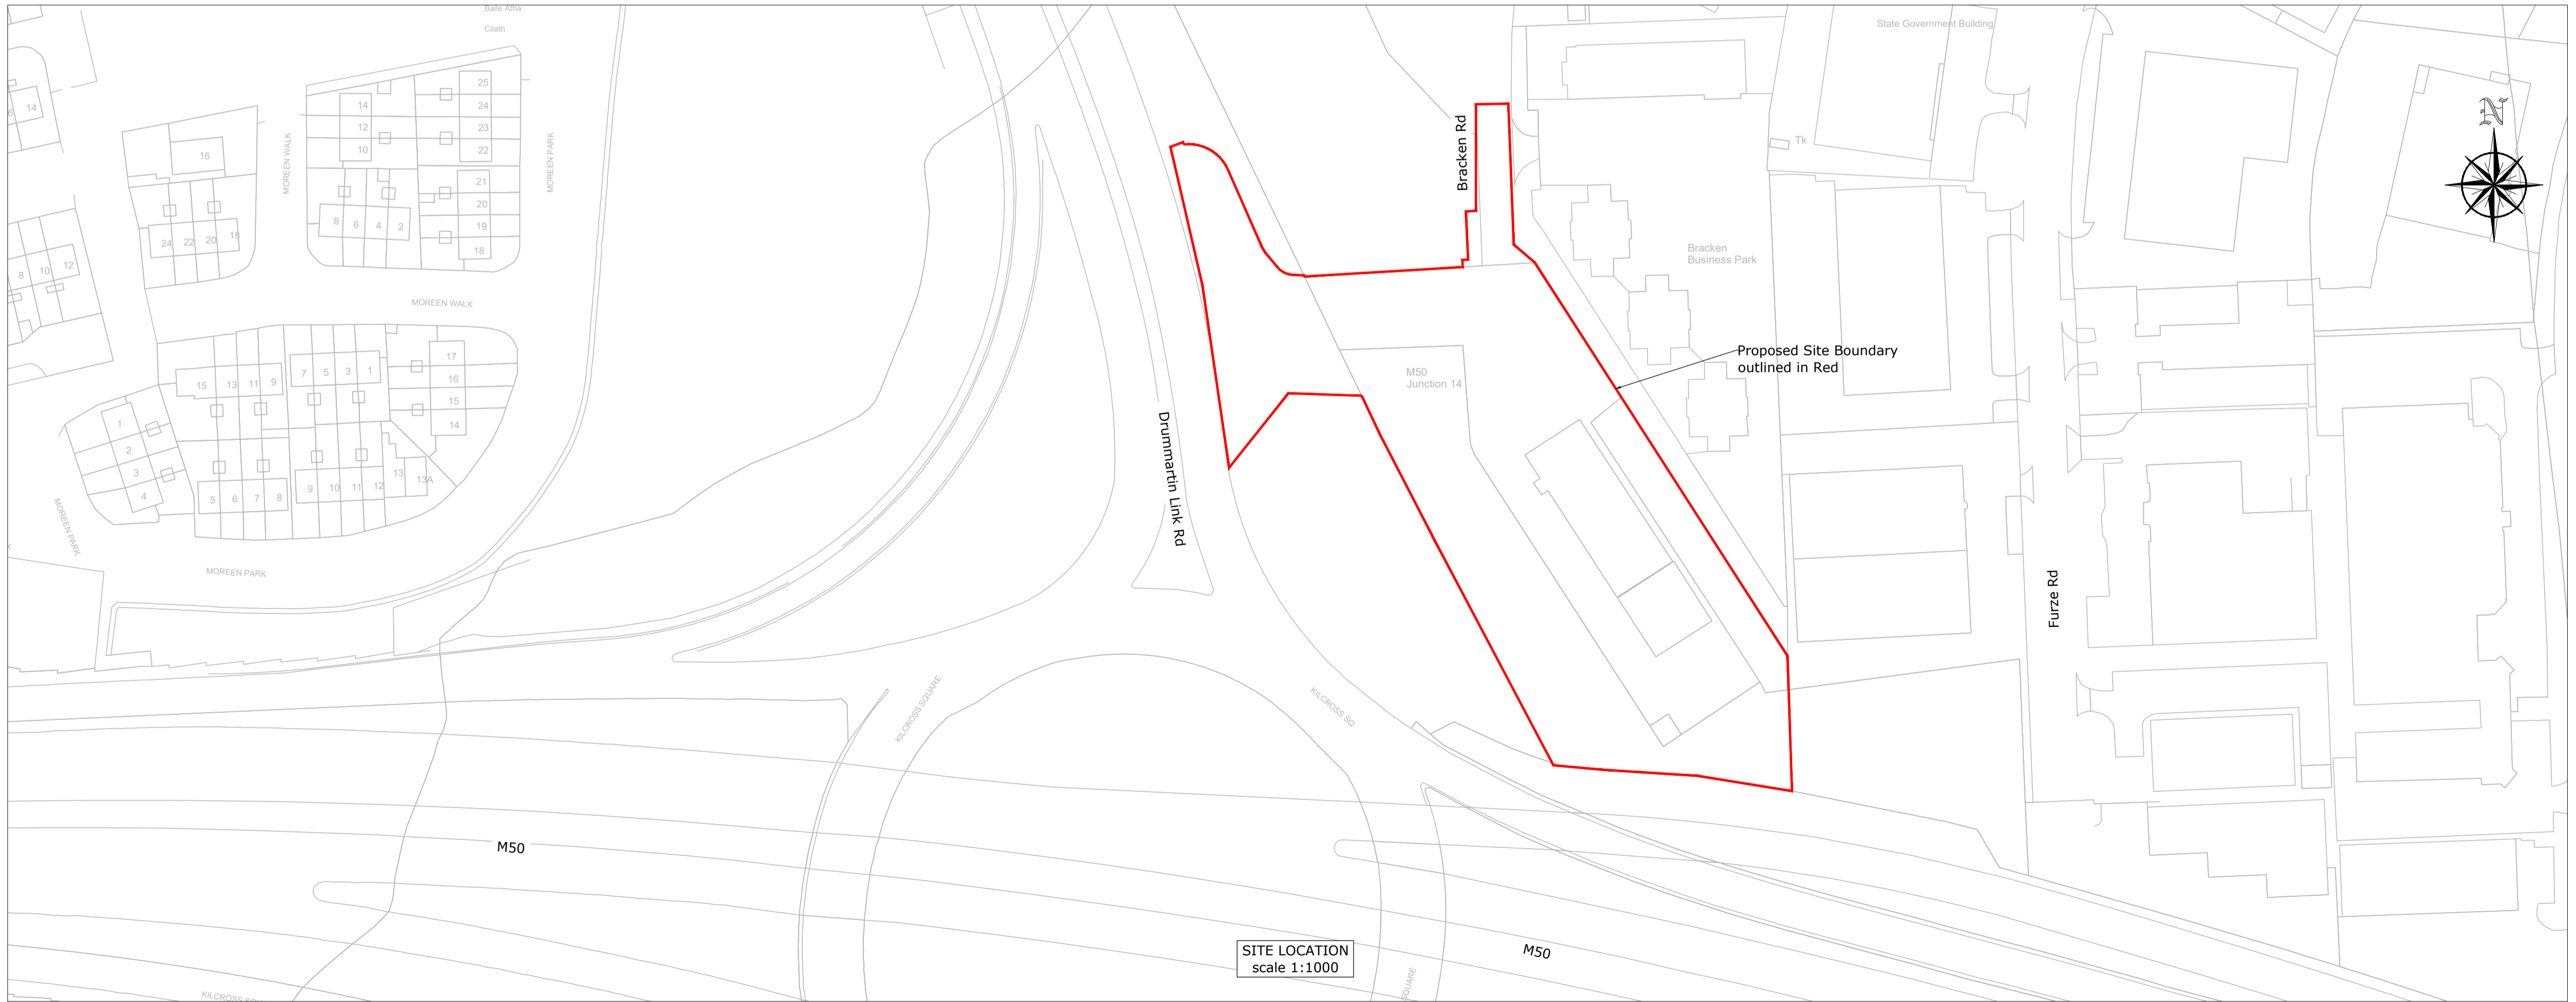 Baile Atha
Cliath
State Government Building
N
Tk
Bracken Rd
Bracken
Business Park
Proposed Site Boundary
outlined in Red
M50
Junction 14
Drummartin Link Rd
Furze Rd
MOREEN WALK
MOREEN PARK
MOREEN WALK
MOREEN PARK
MOREEN PARK
KILCROSS SQUARE
KILCROSS SQ
M50
M50
SITE LOCATION
scale 1:1000
SQUARE
6
14
16
24
22
20
18
8
10
12
14
12
10
8
6
4
2
25
24
23
22
21
20
19
18
15
13
11
9
7
5
3
1
17
16
15
14
1
2
3
4
5
6
7
8
9
10
11
12
13
13A